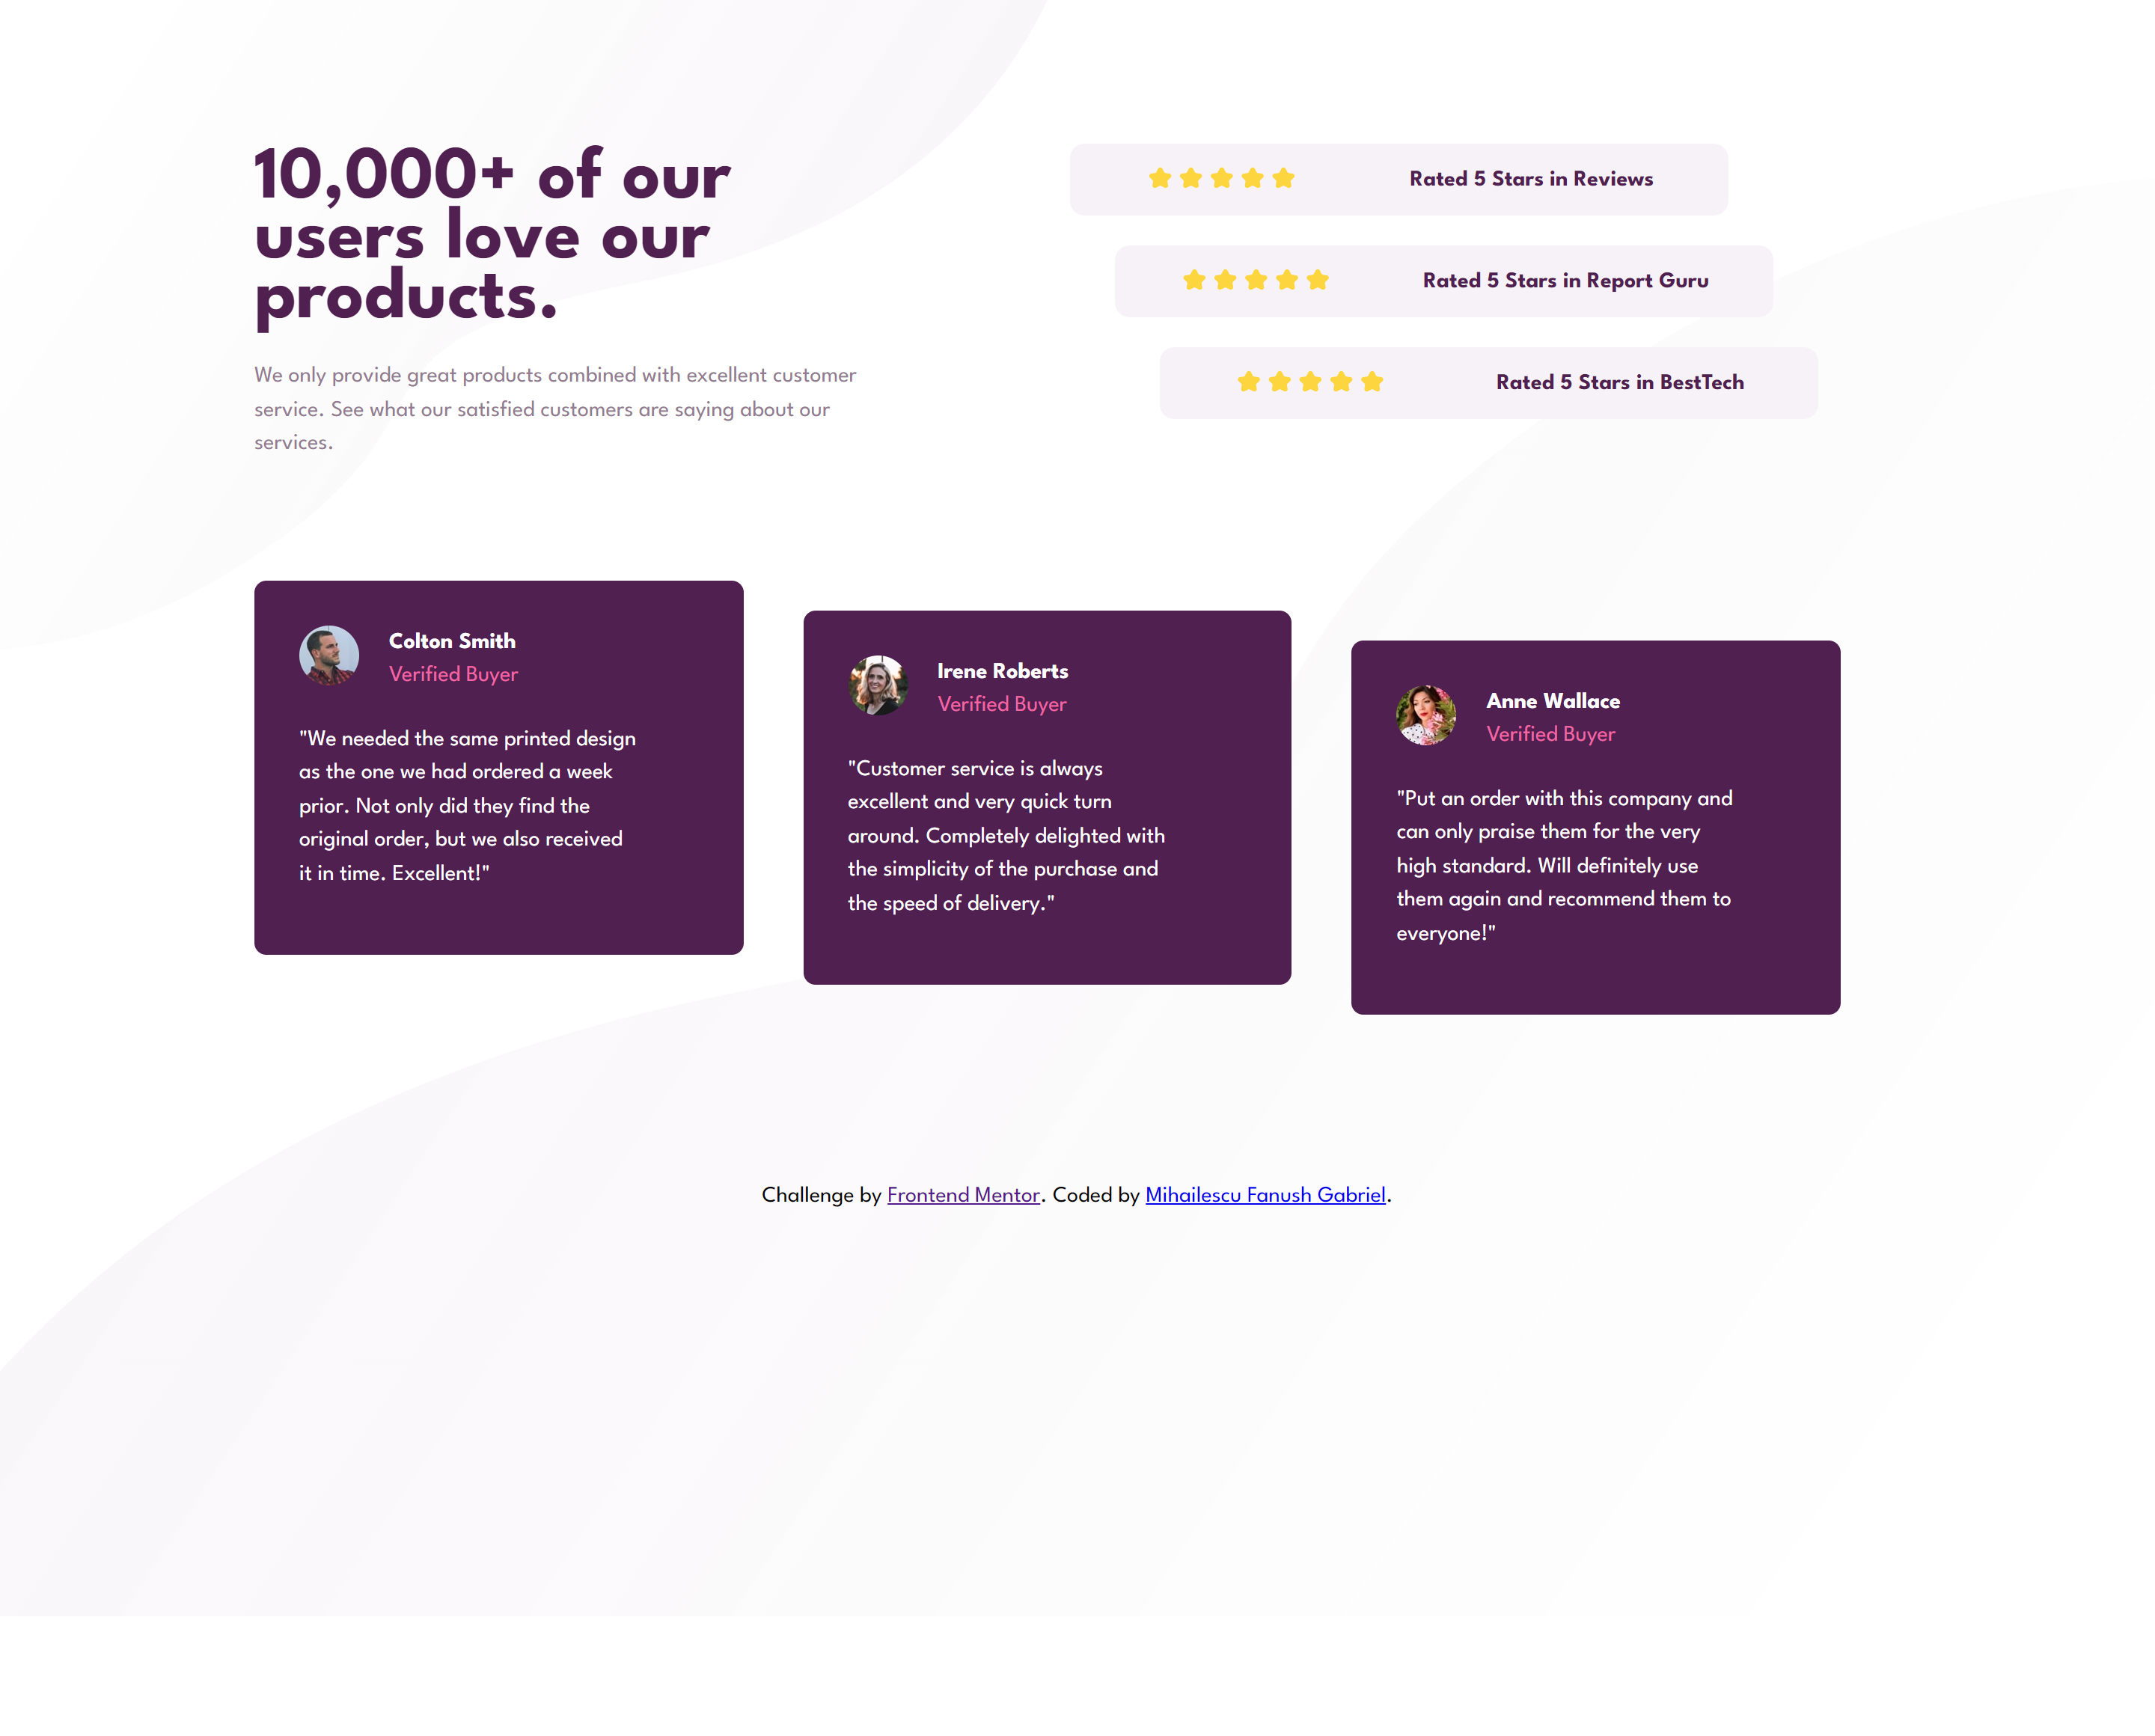 10,000+ of our
users love our
products.
We only provide great products combined with excellent customer
service. See what our satisfied customers are saying about our
services.
Rated 5 Stars in Reviews
Rated 5 Stars in Report Guru
Rated 5 Stars in BestTech
Colton Smith
Verified Buyer
"We needed the same printed design
as the one we had ordered a week
prior. Not only did they find the
original order, but we also received
it in time. Excellent!"
Irene Roberts
Verified Buyer
"Customer service is always
excellent and very quick turn
around. Completely delighted with
the simplicity of the purchase and
the speed of delivery."
Anne Wallace
Verified Buyer
"Put an order with this company and
can only praise them for the very
high standard. Will definitely use
them again and recommend them to
everyone!"
Challenge by Frontend Mentor. Coded by Mihailescu Fanush Gabriel.